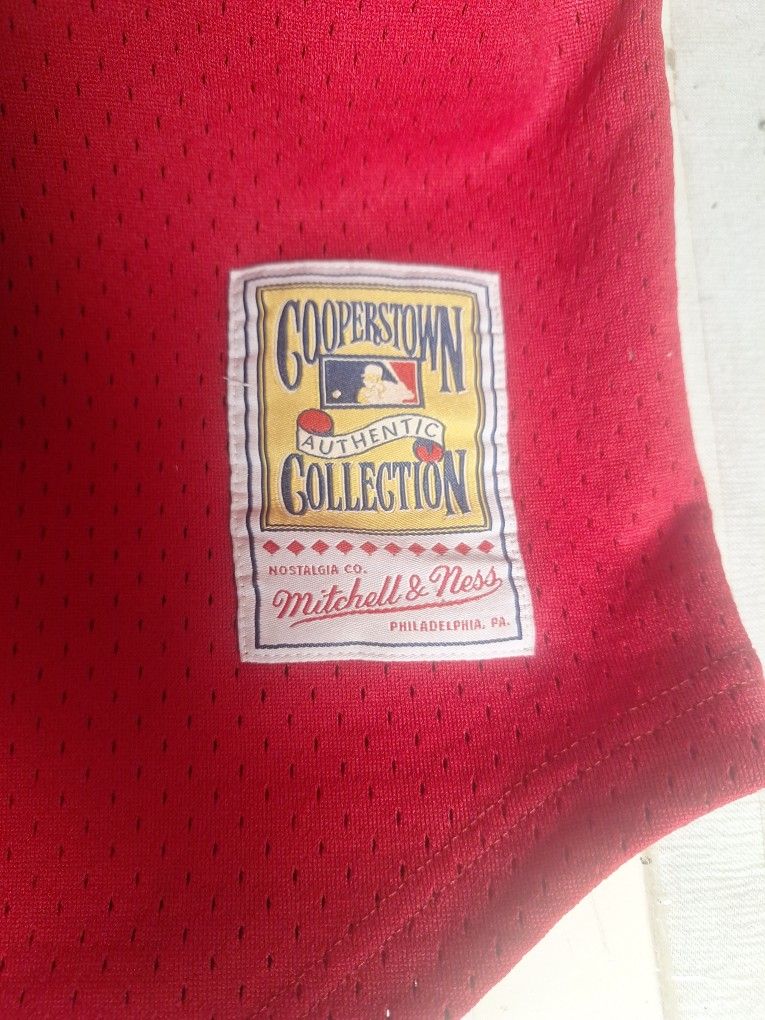 COOPERSTOWN
AUTHENTIC
COLLECTION
NOSTALGIA CO.
Mitchell & Ness
PHILADELPHIA, PA.